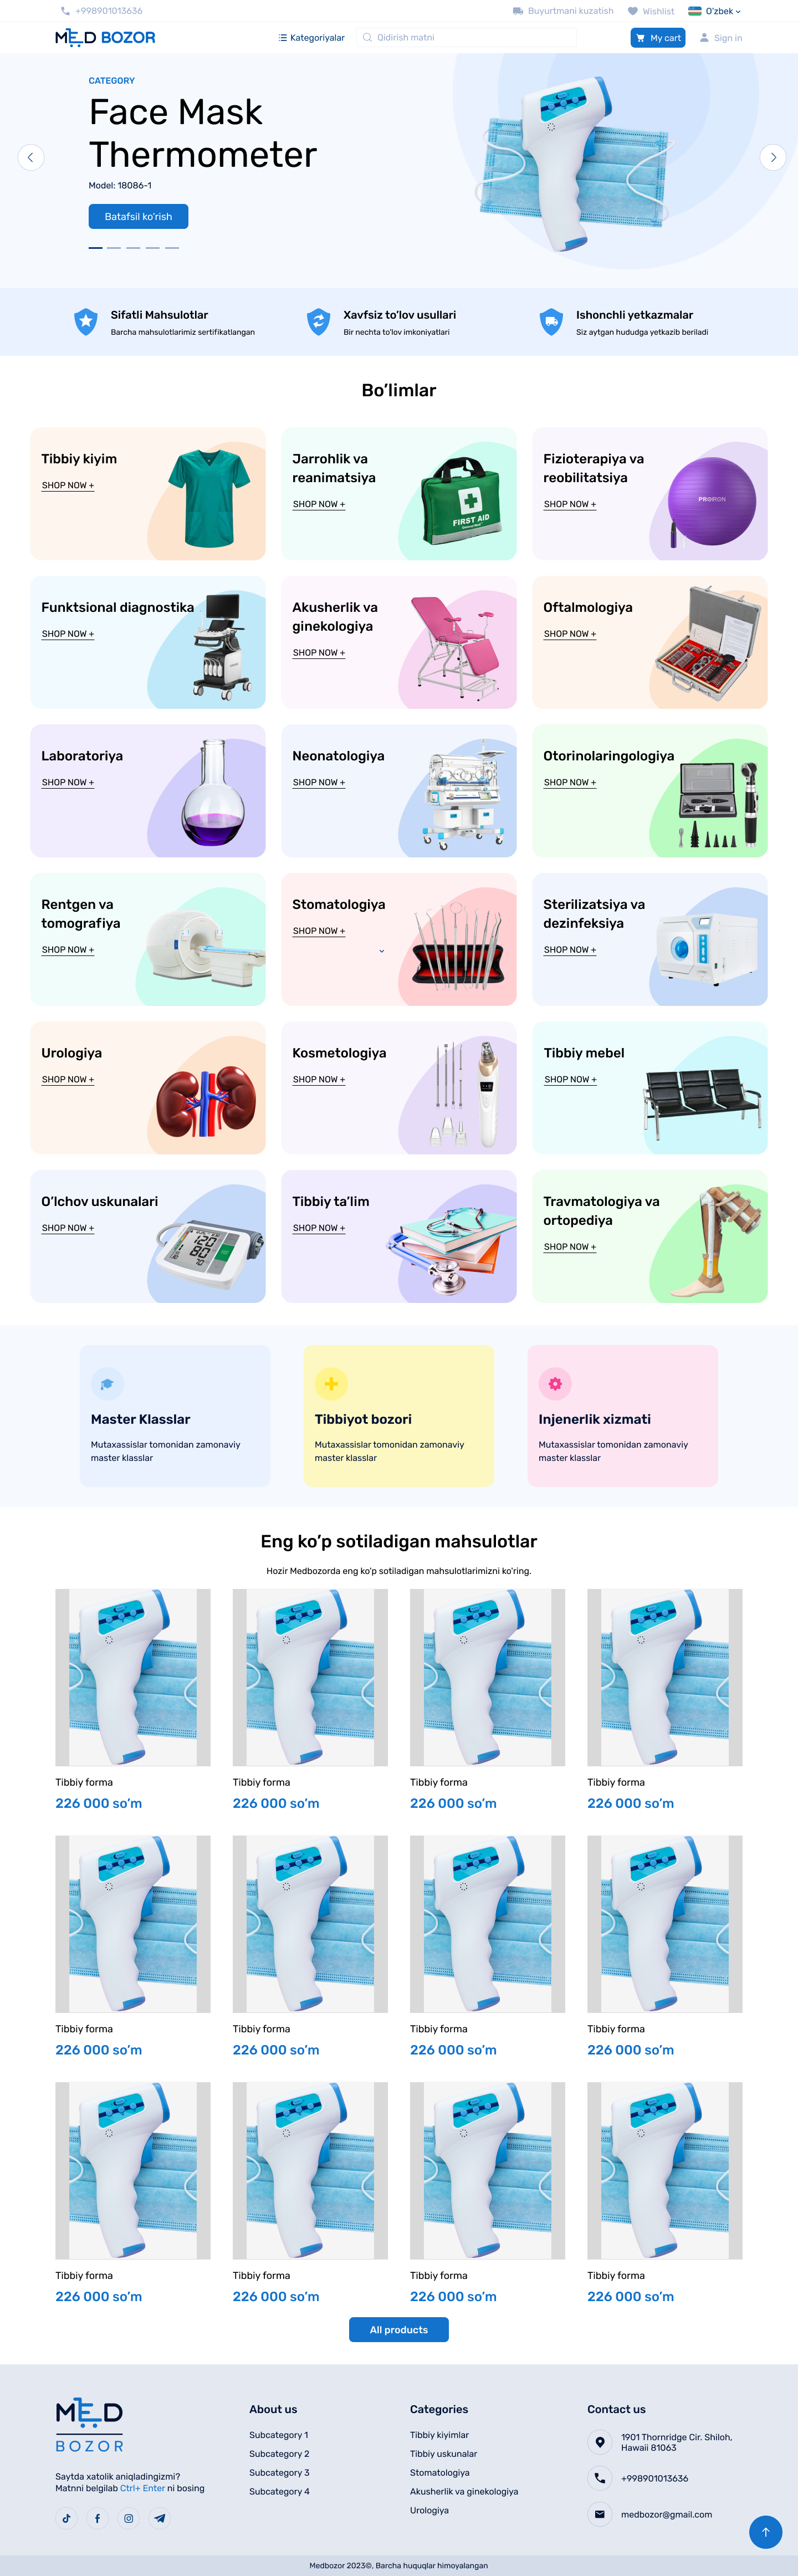 +998901013636
Buyurtmani kuzatish
Wishlist
O'zbek
MED BOZOR
Kategoriyalar
Qidirish matni
My cart
Sign in
CATEGORY
Face Mask
Thermometer
Model: 18086-1
Batafsil ko’rish
Sifatli Mahsulotlar
Barcha mahsulotlarimiz sertifikatlangan
Xavfsiz to’lov usullari
Bir nechta to’lov imkoniyatlari
Ishonchli yetkazmalar
Siz aytgan hududga yetkazib beriladi
Bo’limlar
Tibbiy kiyim
SHOP NOW +
Jarrohlik va
reanimatsiya
SHOP NOW +
FIRST AID
Fizioterapiya va
reobilitatsiya
SHOP NOW +
PROIRON
Funktsional diagnostika
SHOP NOW +
Akusherlik va
ginekologiya
SHOP NOW +
Oftalmologiya
SHOP NOW +
Laboratoriya
SHOP NOW +
Neonatologiya
SHOP NOW +
Otorinolaringologiya
SHOP NOW +
Rentgen va
tomografiya
SHOP NOW +
Stomatologiya
SHOP NOW +
Sterilizatsiya va
dezinfeksiya
SHOP NOW +
Urologiya
SHOP NOW +
Kosmetologiya
SHOP NOW +
Tibbiy mebel
SHOP NOW +
O’lchov uskunalari
SHOP NOW +
Tibbiy ta’lim
SHOP NOW +
Travmatologiya va
ortopediya
SHOP NOW +
Master Klasslar
Mutaxassislar tomonidan zamonaviy
master klasslar
Tibbiyot bozori
Mutaxassislar tomonidan zamonaviy
master klasslar
Injenerlik xizmati
Mutaxassislar tomonidan zamonaviy
master klasslar
Eng ko’p sotiladigan mahsulotlar
Hozir Medbozorda eng ko'p sotiladigan mahsulotlarimizni ko'ring.
Tibbiy forma
226 000 so’m
Tibbiy forma
226 000 so’m
Tibbiy forma
226 000 so’m
Tibbiy forma
226 000 so’m
Tibbiy forma
226 000 so’m
Tibbiy forma
226 000 so’m
Tibbiy forma
226 000 so’m
Tibbiy forma
226 000 so’m
Tibbiy forma
226 000 so’m
Tibbiy forma
226 000 so’m
Tibbiy forma
226 000 so’m
Tibbiy forma
226 000 so’m
All products
MED
BOZOR
Saytda xatolik aniqladingizmi?
Matnni belgilab Ctrl+ Enter ni bosing
About us
Subcategory 1
Subcategory 2
Subcategory 3
Subcategory 4
Categories
Tibbiy kiyimlar
Tibbiy uskunalar
Stomatologiya
Akusherlik va ginekologiya
Urologiya
Contact us
1901 Thornridge Cir. Shiloh,
Hawaii 81063
+998901013636
medbozor@gmail.com
Medbozor 2023©, Barcha huquqlar himoyalangan